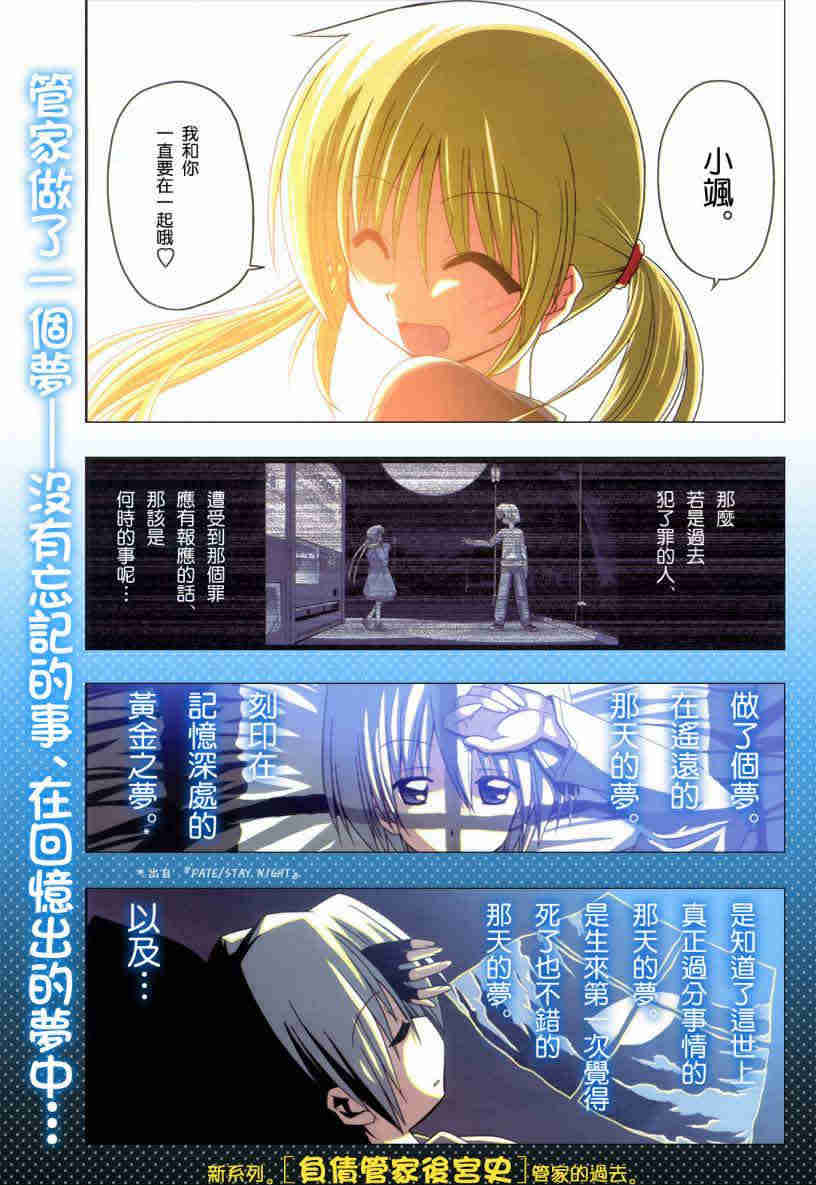 管家做了一個夢——沒有忘記的事、在回憶出的夢中…
小颯。
我和你
一直要在一起哦♡
那麼
若是過去
犯了罪的人、
遭受到那個罪
應有報應的話、
那該是
何時的事呢…
做了個夢。
在遙遠的
那天的夢。
刻印在
記憶深處的
黃金之夢。*
*出自『FATE/STAY NIGHT』
是知道了這世上
真正過分事情的
那天的夢。
是生來第一次覺得
死了也不錯的
那天的夢。
以及…
新系列。[負債管家後宮史]管家的過去。